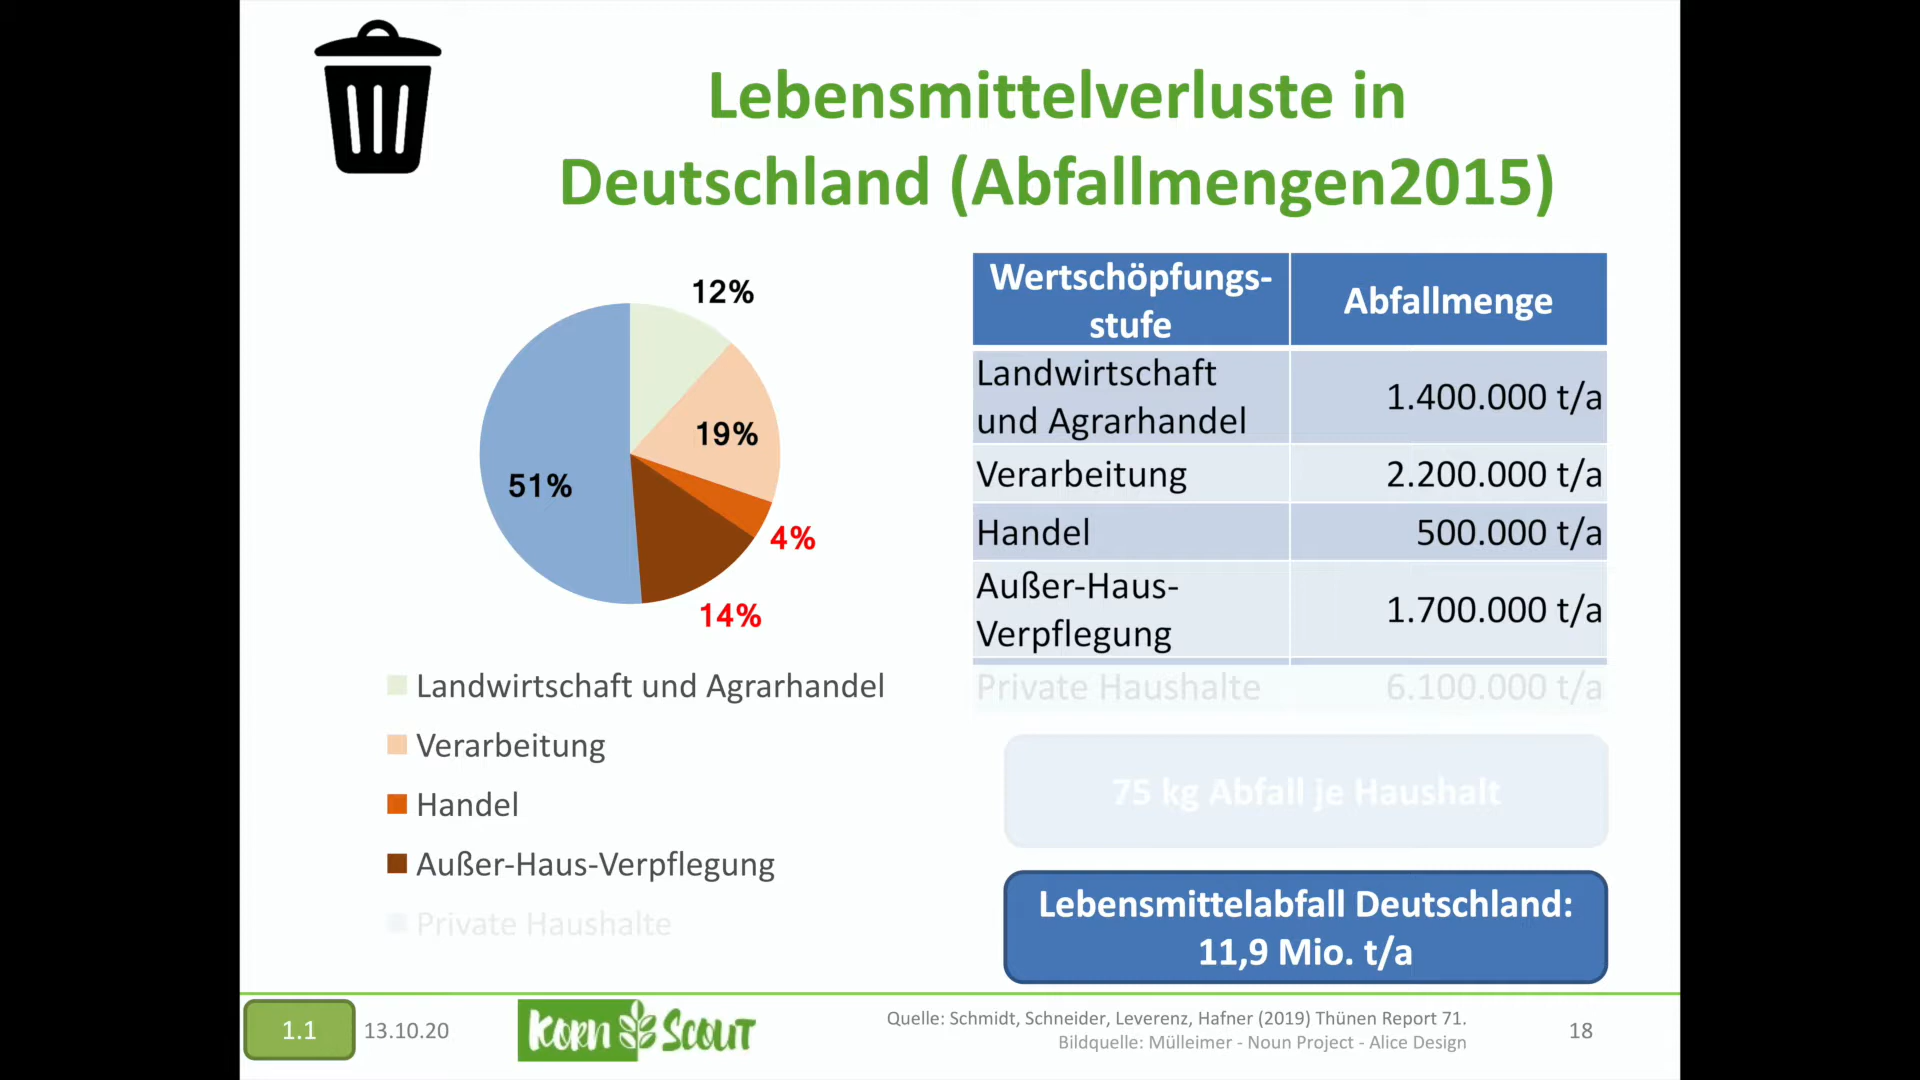 Lebensmittelverluste in
Deutschland (Abfallmengen2015)
12%
19%
51%
4%
14%
Landwirtschaft und Agrarhandel
Verarbeitung
Handel
Außer-Haus-Verpflegung
Private Haushalte
Wertschöpfungs-
stufe
Abfallmenge
Landwirtschaft
und Agrarhandel
1.400.000 t/a
Verarbeitung
2.200.000 t/a
Handel
500.000 t/a
Außer-Haus-
Verpflegung
1.700.000 t/a
Private Haushalte
6.100.000 t/a
75 kg Abfall je Haushalt
Lebensmittelabfall Deutschland:
11,9 Mio. t/a
1.1
13.10.20
Korn Scout
Quelle: Schmidt, Schneider, Leverenz, Hafner (2019) Thünen Report 71.
Bildquelle: Mülleimer - Noun Project - Alice Design
18